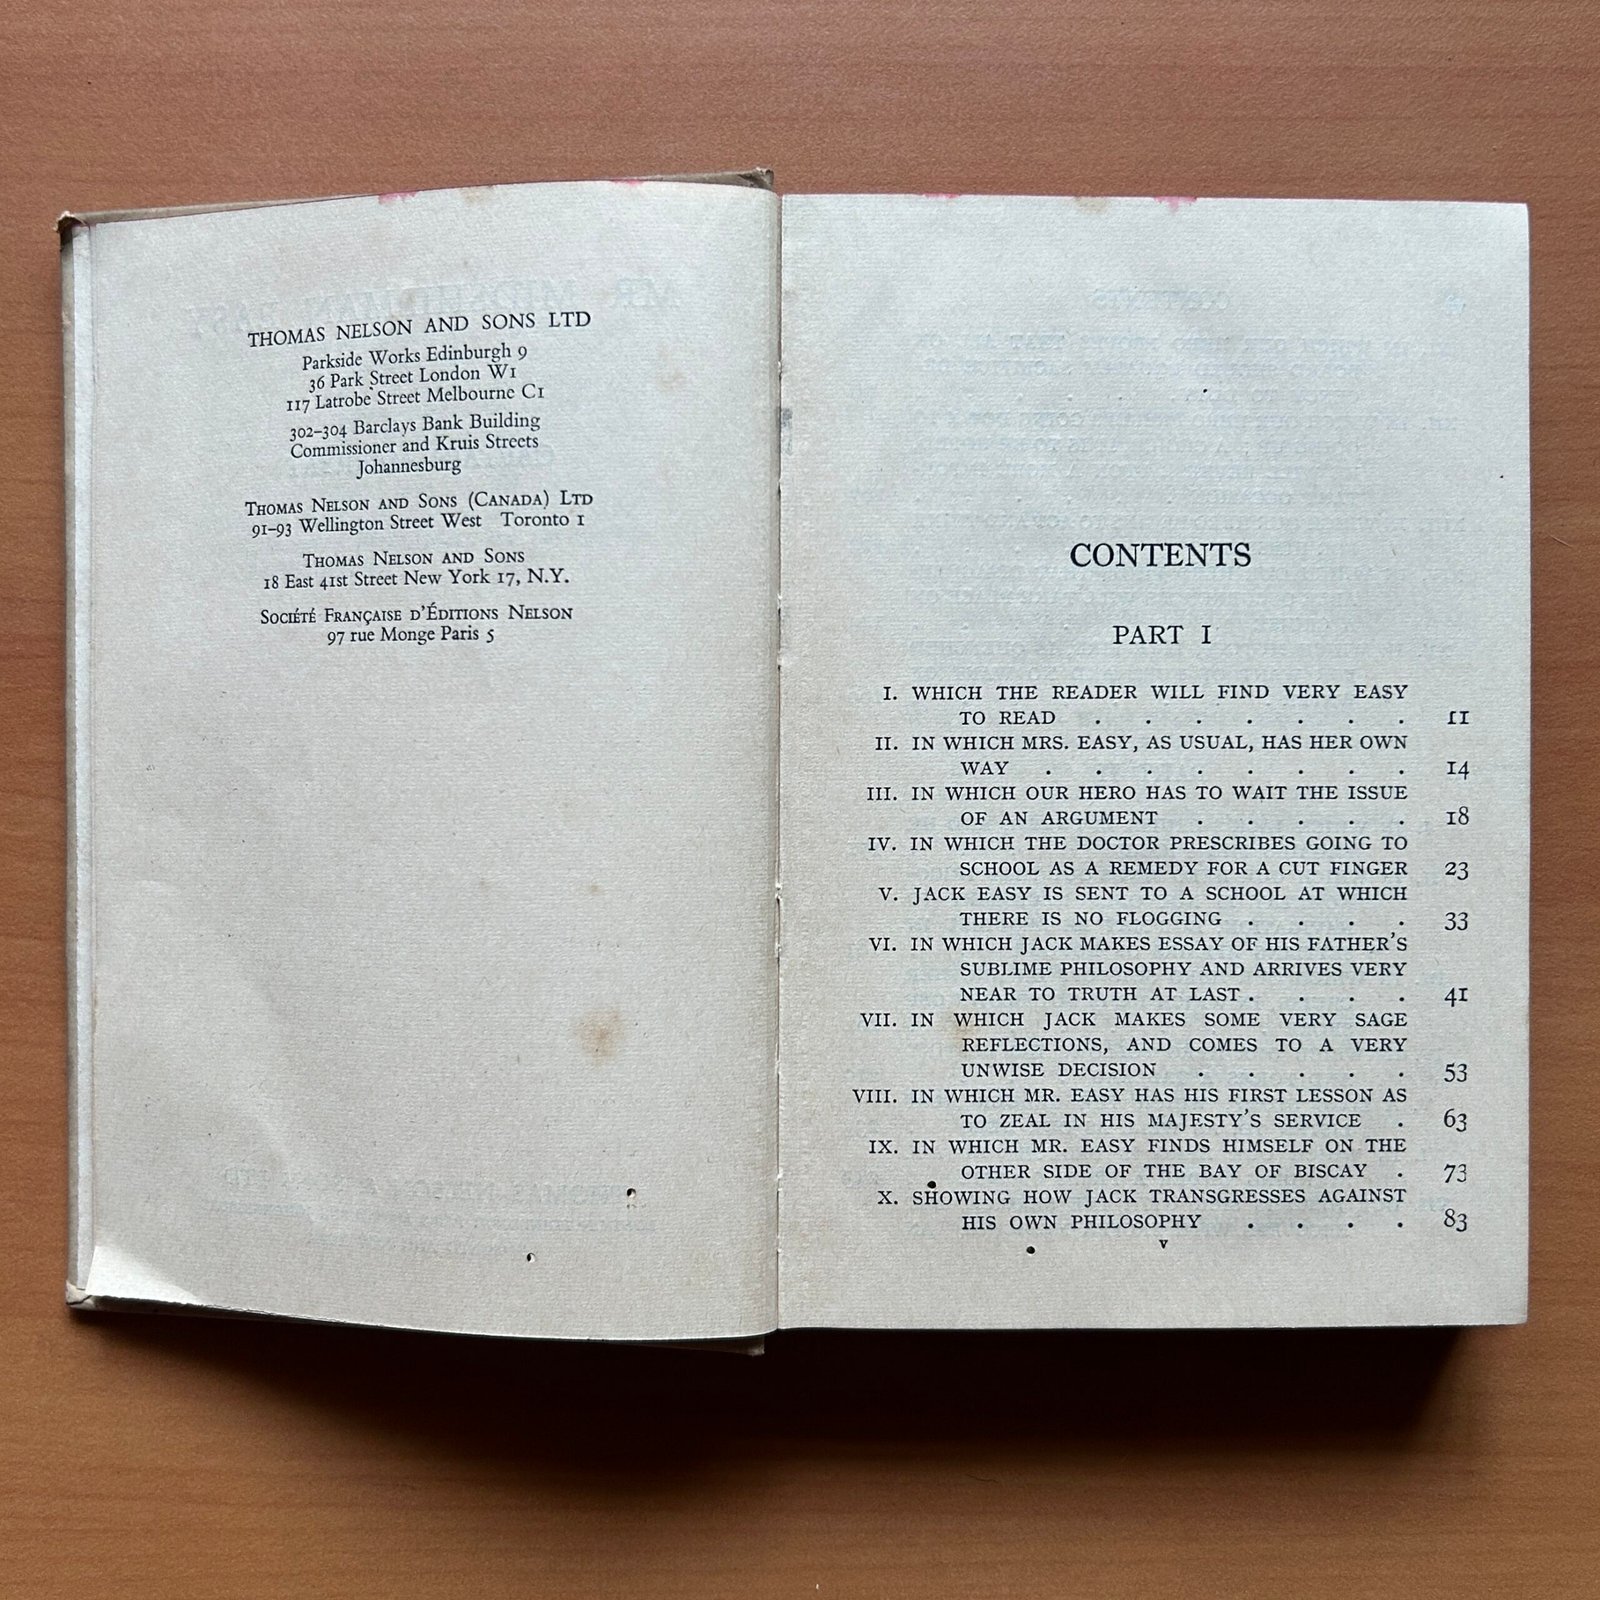 THOMAS NELSON AND SONS LTD
Parkside Works Edinburgh 9
36 Park Street London W1
117 Latrobe Street Melbourne C1
302–304 Barclays Bank Building
Commissioner and Kruis Streets
Johannesburg
THOMAS NELSON AND SONS (CANADA) LTD
91–93 Wellington Street West Toronto 1
THOMAS NELSON AND SONS
18 East 41st Street New York 17, N.Y.
SOCIÉTÉ FRANÇAISE D'ÉDITIONS NELSON
97 rue Monge Paris 5
CONTENTS
PART I
I. WHICH THE READER WILL FIND VERY EASY
TO READ . . . . . . . 11
II. IN WHICH MRS. EASY, AS USUAL, HAS HER OWN
WAY . . . . . . . . 14
III. IN WHICH OUR HERO HAS TO WAIT THE ISSUE
OF AN ARGUMENT . . . . . 18
IV. IN WHICH THE DOCTOR PRESCRIBES GOING TO
SCHOOL AS A REMEDY FOR A CUT FINGER 23
V. JACK EASY IS SENT TO A SCHOOL AT WHICH
THERE IS NO FLOGGING . . . . 33
VI. IN WHICH JACK MAKES ESSAY OF HIS FATHER'S
SUBLIME PHILOSOPHY AND ARRIVES VERY
NEAR TO TRUTH AT LAST . . . . 41
VII. IN WHICH JACK MAKES SOME VERY SAGE
REFLECTIONS, AND COMES TO A VERY
UNWISE DECISION . . . . . 53
VIII. IN WHICH MR. EASY HAS HIS FIRST LESSON AS
TO ZEAL IN HIS MAJESTY'S SERVICE . 63
IX. IN WHICH MR. EASY FINDS HIMSELF ON THE
OTHER SIDE OF THE BAY OF BISCAY . 73
X. SHOWING HOW JACK TRANSGRESSES AGAINST
HIS OWN PHILOSOPHY . . . . 83
v